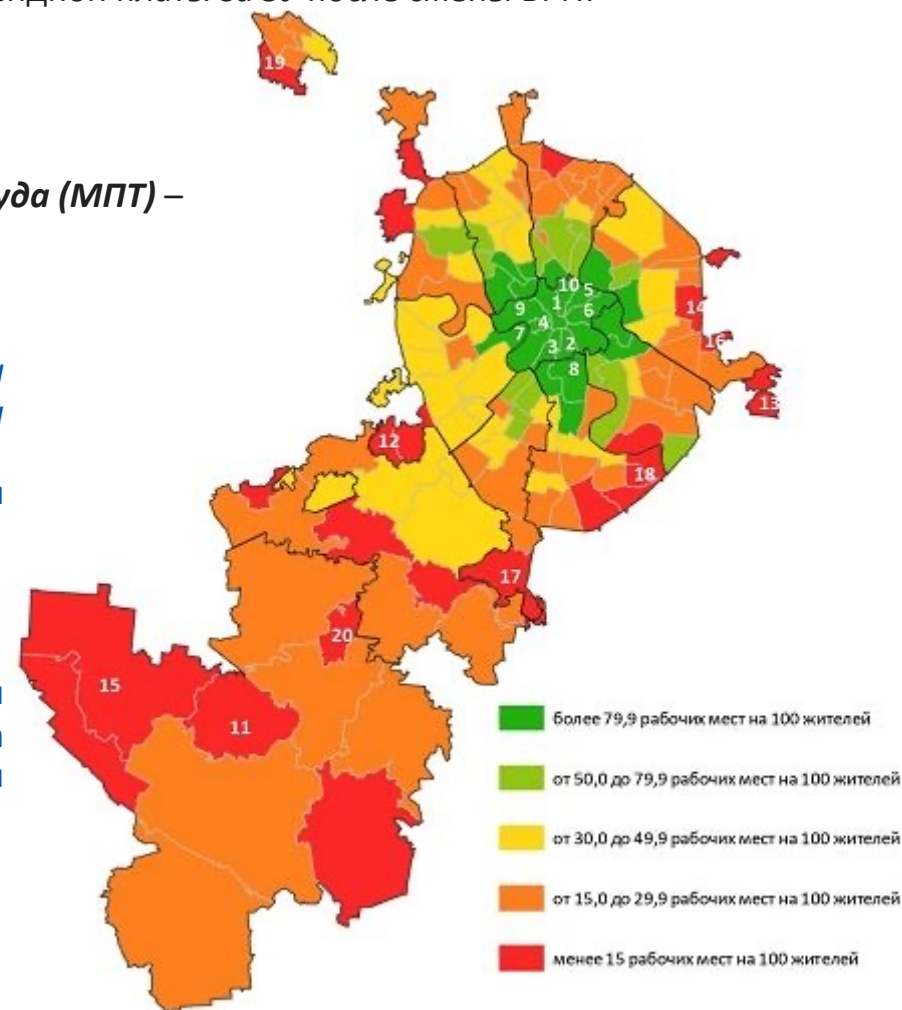 после смены
19
уда (МПТ) –
14
10
5
1
9
6
4
7
3
2
16
8
13
12
18
17
20
15
11
более 79,9 рабочих мест на 100 жителей
от 50,0 до 79,9 рабочих мест на 100 жителей
от 30,0 до 49,9 рабочих мест на 100 жителей
от 15,0 до 29,9 рабочих мест на 100 жителей
менее 15 рабочих мест на 100 жителей